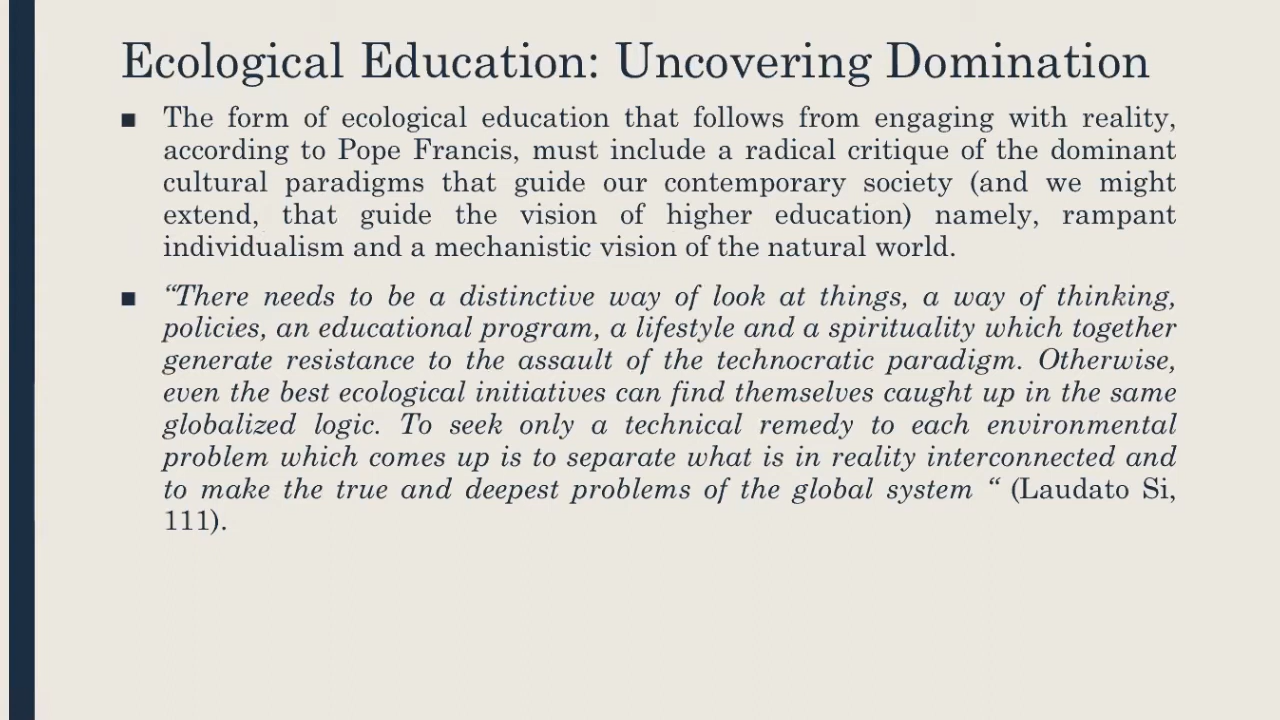 Ecological Education: Uncovering Domination
■ The form of ecological education that follows from engaging with reality,
according to Pope Francis, must include a radical critique of the dominant
cultural paradigms that guide our contemporary society (and we might
extend, that guide the vision of higher education) namely, rampant
individualism and a mechanistic vision of the natural world.
■ “There needs to be a distinctive way of look at things, a way of thinking,
policies, an educational program, a lifestyle and a spirituality which together
generate resistance to the assault of the technocratic paradigm. Otherwise,
even the best ecological initiatives can find themselves caught up in the same
globalized logic. To seek only a technical remedy to each environmental
problem which comes up is to separate what is in reality interconnected and
to make the true and deepest problems of the global system “ (Laudato Si,
111).